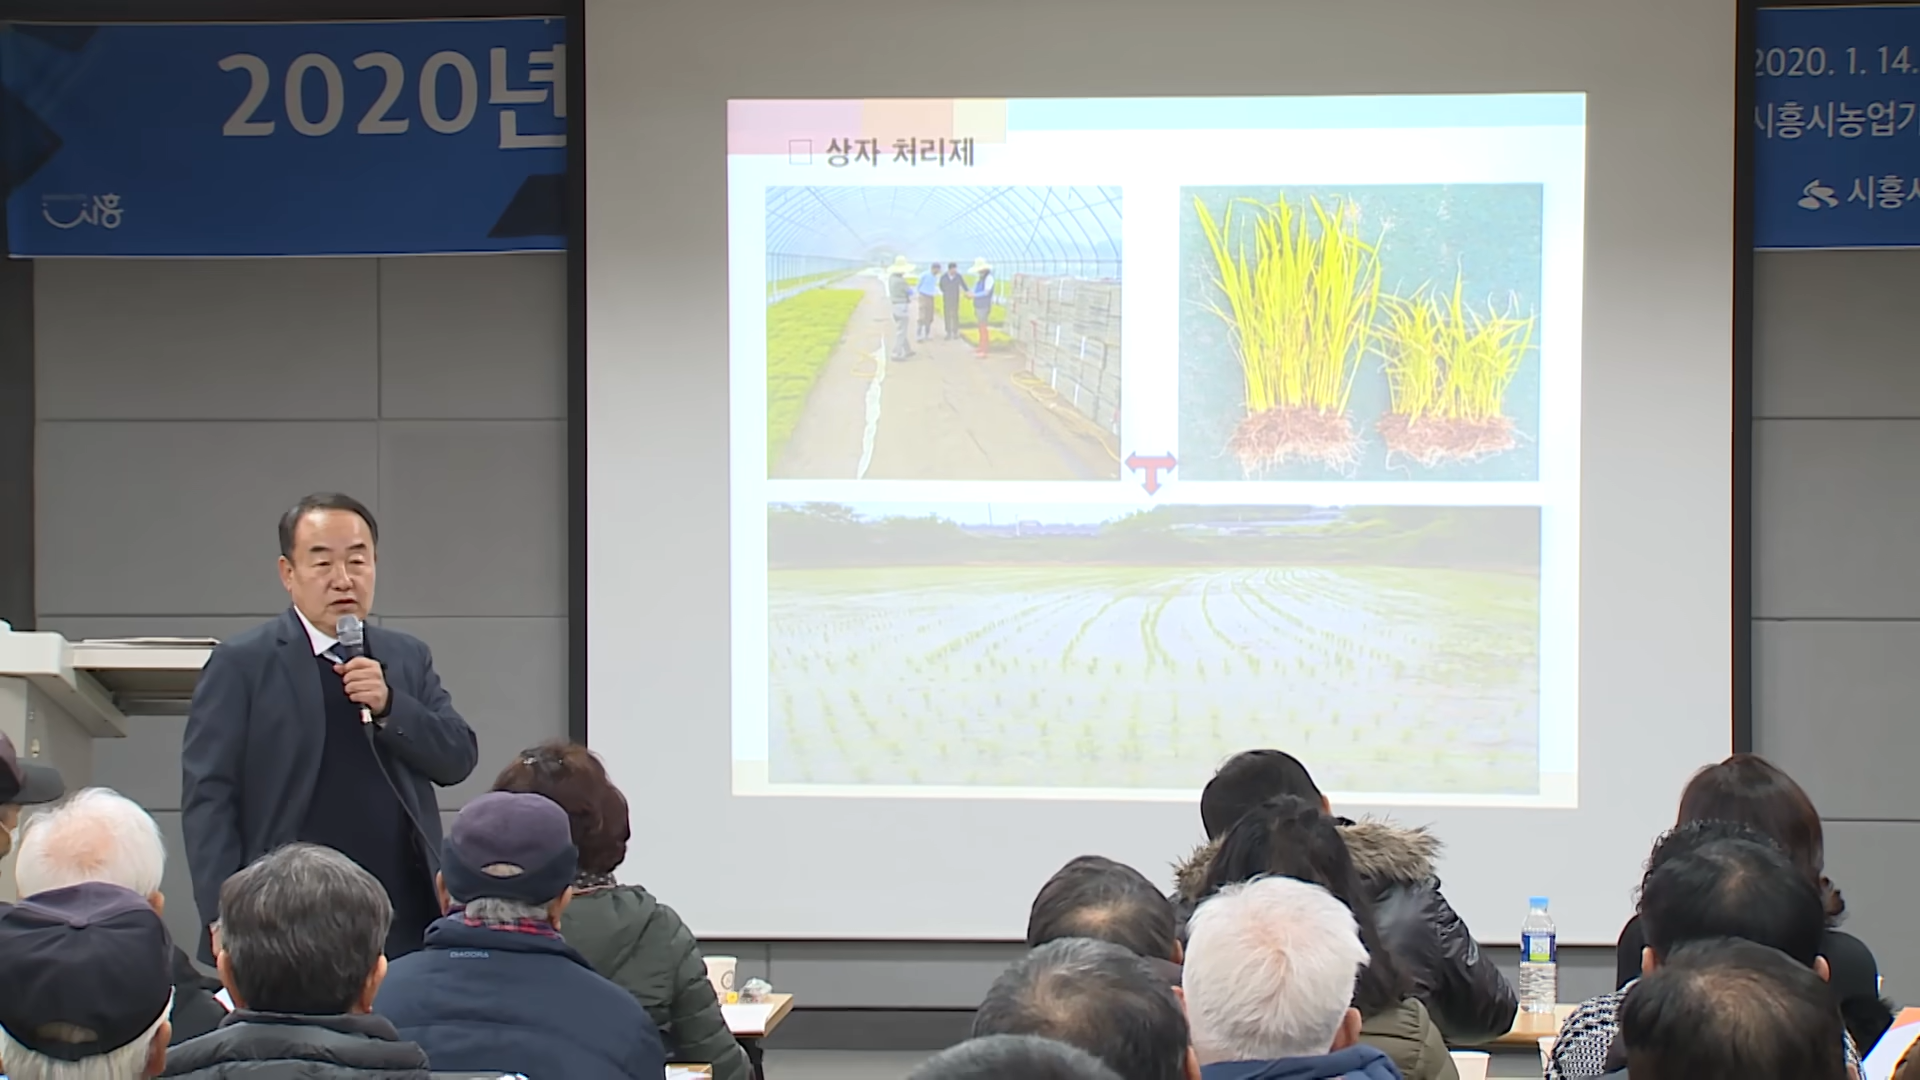 2020년
시흥
2020. 1. 14.
시흥시농업기
시흥시
□ 상자 처리제